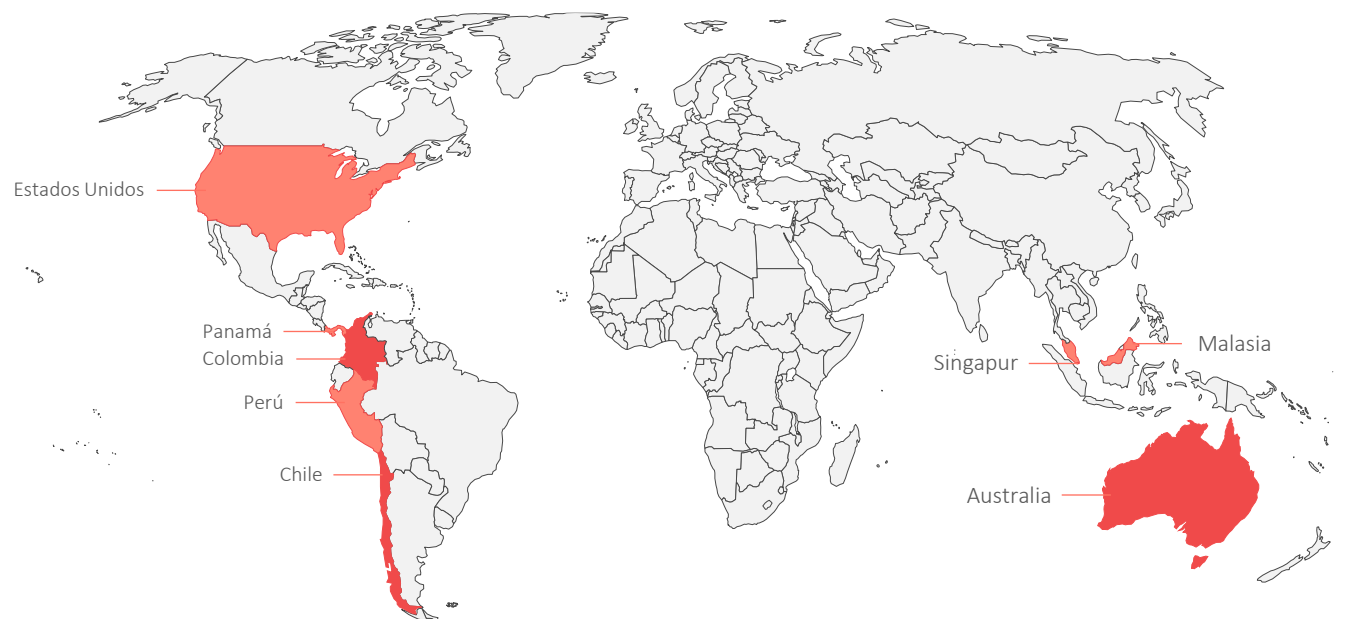 Estados Unidos
Panamá
Colombia
Perú
Chile
Singapur
Malasia
Australia